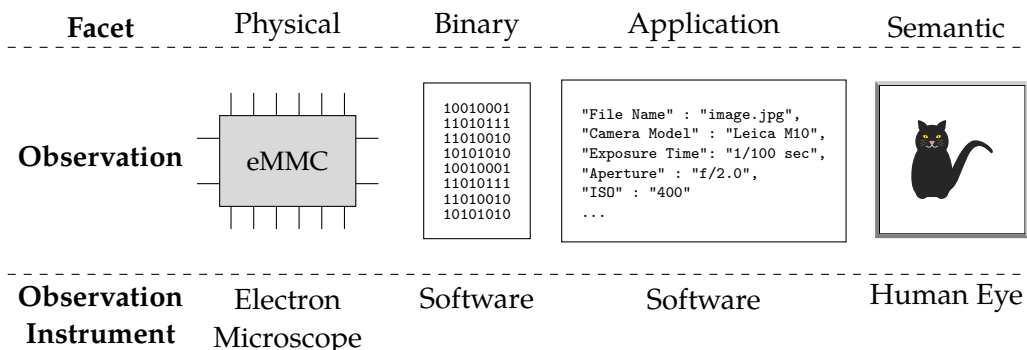 Facet Physical Binary Application Semantic
Observation
eMMC
10010001
11010111
11010010
10101010
10010001
11010111
11010010
10101010
"File Name" : "image.jpg",
"Camera Model" : "Leica M10",
"Exposure Time": "1/100 sec",
"Aperture" : "f/2.0",
"ISO" : "400"
...
Observation Instrument
Electron Microscope
Software
Software
Human Eye